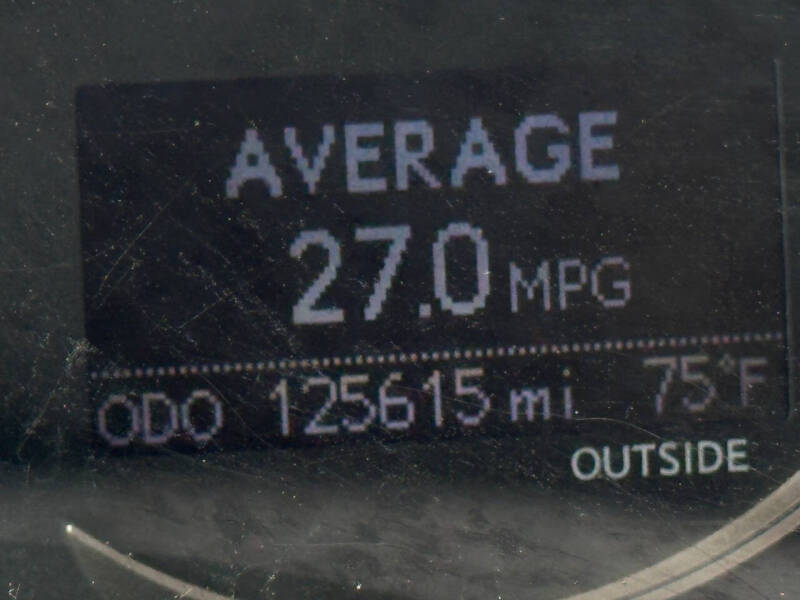 AVERAGE
27.0 MPG
ODO 125615 mi 75°F
OUTSIDE